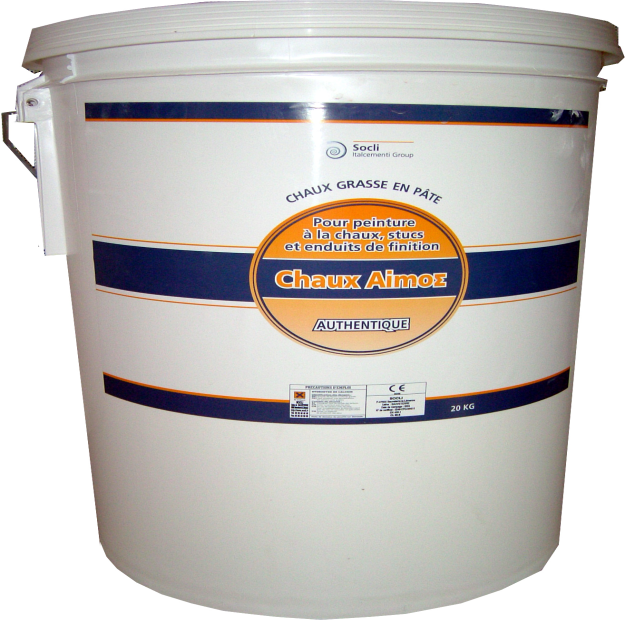 Socli
Italcementi Group
CHAUX GRASSE EN PÂTE
Pour peinture
à la chaux, stucs
et enduits de finition
Chaux Aimoς
AUTHENTIQUE
PRECAUTIONS D'EMPLOI
CE
SOCLI
20 KG